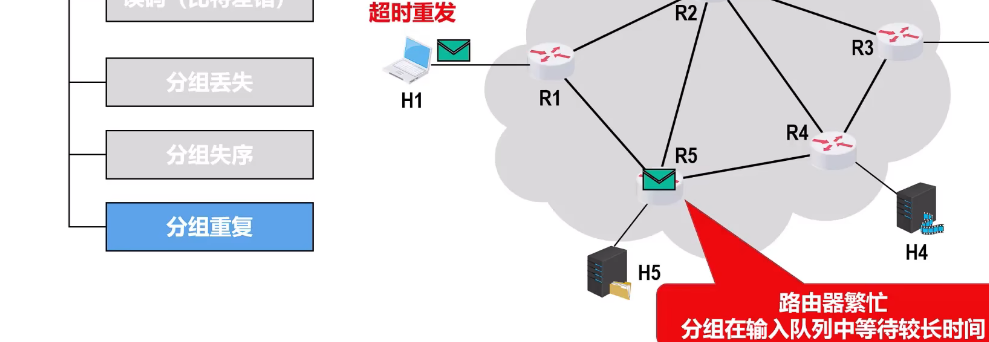 误码（比特差错）
分组丢失
分组失序
分组重复
超时重发
H1
R1
R2
R3
R4
R5
H5
H4
路由器繁忙
分组在输入队列中等待较长时间